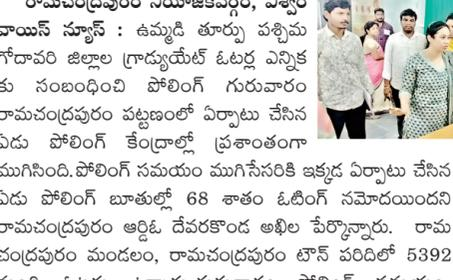 రామచంద్రపురం నియోజకవర్గం,
వాయిస్ న్యూస్ : ఉమ్మడి తూర్పు పశ్చిమ
గోదావరి జిల్లాల గ్రాడ్యుయేట్ ఓటర్ల ఎన్నిక
కు సంబంధించి పోలింగ్ గురువారం
రామచంద్రపురం పట్టణంలో ఏర్పాటు చేసిన
ఏడు పోలింగ్ కేంద్రాల్లో ప్రశాంతంగా
ముగిసింది.పోలింగ్ సమయం ముగిసేసరికి ఇక్కడ ఏర్పాటు చేసిన
ఏడు పోలింగ్ బూతుల్లో 68 శాతం ఓటింగ్ నమోదయిందని
రామచంద్రపురం ఆర్డిఓ దేవరకొండ అఖిల పేర్కొన్నారు. రామ
చంద్రపురం మండలం, రామచంద్రపురం టౌన్ పరిదిలో 5392